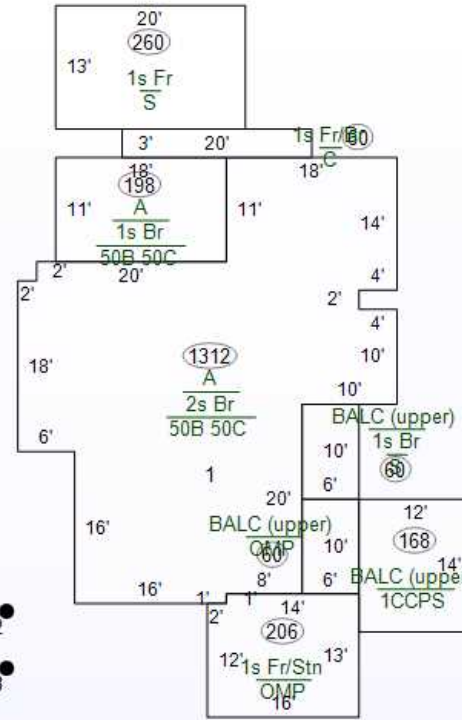 20'
260
13'
1s Fr
S
3' 20' 1s Fr/Br 60
C
18' 18'
198
11' A 11' 14'
1s Br
50B 50C
2' 20' 4'
2' 2'
4'
18' 1312 10'
A
2s Br 10'
50B 50C
BALC (upper)
6' 10' 1s Br
S
60
1
20' 6' 12'
16' BALC (upper) 168
OMP 10' 14'
60
8' 6' BALC (uppe
1CCPS
16' 1' 1' 14'
2'
206
12' 1s Fr/Stn 13'
OMP
16'